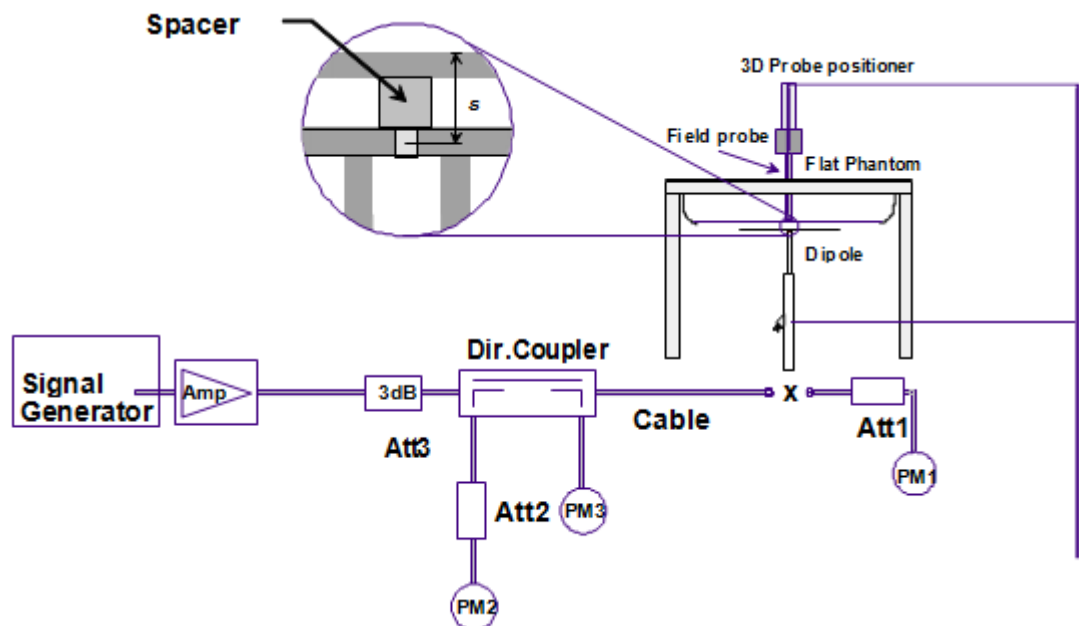 Spacer
s
3D Probe positioner
Field probe
Flat Phantom
Dipole
Dir.Coupler
Signal
Generator
Amp
3dB
Cable
x
Att3
Att1
PM1
Att2
PM3
PM2